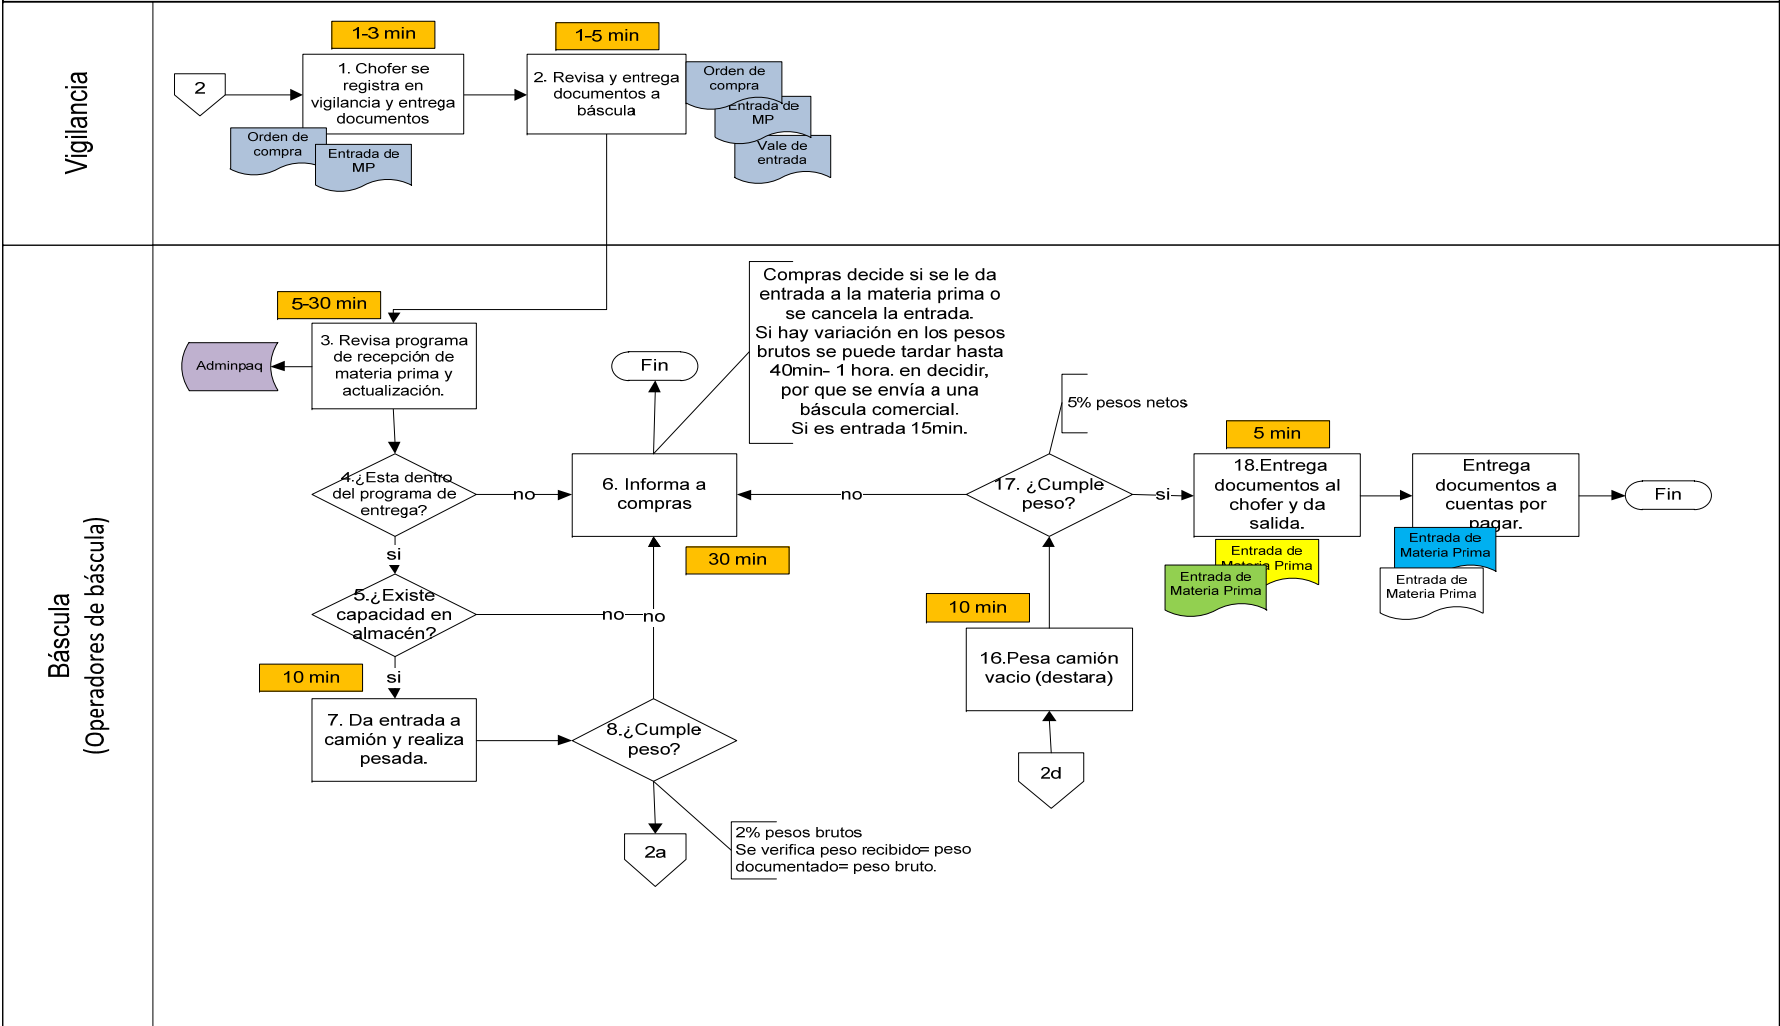 Vigilancia
1-3 min
1-5 min
2
1. Chofer se
registra en
vigilancia y entrega
documentos
Orden de
compra
Entrada de
MP
2. Revisa y entrega
documentos a
báscula
Orden de
compra
Entrada de
MP
Vale de
entrada
Báscula
(Operadores de báscula)
5-30 min
3. Revisa programa
de recepción de
materia prima y
actualización.
Adminpaq
4.¿Esta dentro
del programa de
entrega?
no
si
5.¿Existe
capacidad en
almacén?
no
no
si
10 min
7. Da entrada a
camión y realiza
pesada.
8.¿Cumple
peso?
2a
2% pesos brutos
Se verifica peso recibido= peso
documentado= peso bruto.
Fin
6. Informa a
compras
30 min
Compras decide si se le da
entrada a la materia prima o
se cancela la entrada.
Si hay variación en los pesos
brutos se puede tardar hasta
40min- 1 hora. en decidir,
por que se envía a una
báscula comercial.
Si es entrada 15min.
no
17. ¿Cumple
peso?
5% pesos netos
si
10 min
16.Pesa camión
vacio (destara)
2d
5 min
18.Entrega
documentos al
chofer y da
salida.
Entrada de
Materia Prima
Entrada de
Materia Prima
Entrega
documentos a
cuentas por
pagar.
Entrada de
Materia Prima
Entrada de
Materia Prima
Fin